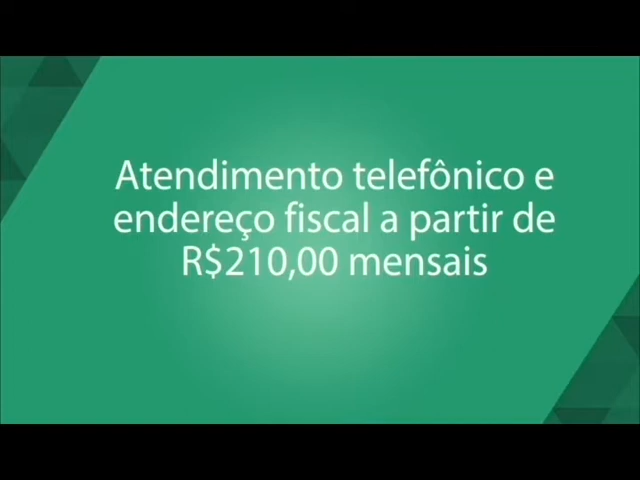 Atendimento telefônico e
endereço fiscal a partir de
R$210,00 mensais